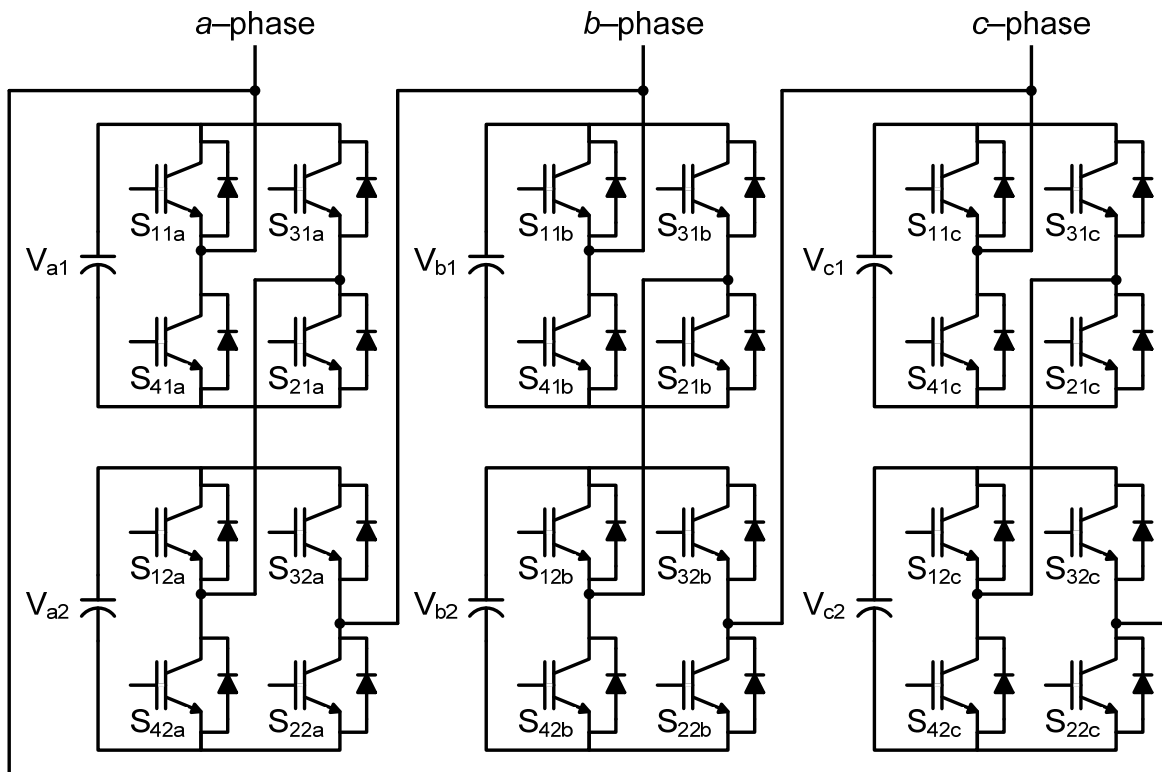 a–phase b–phase c–phase
S11a S31a S11b S31b S11c S31c
Va1 Vb1 Vc1
S41a S21a S41b S21b S41c S21c
S12a S32a S12b S32b S12c S32c
Va2 Vb2 Vc2
S42a S22a S42b S22b S42c S22c